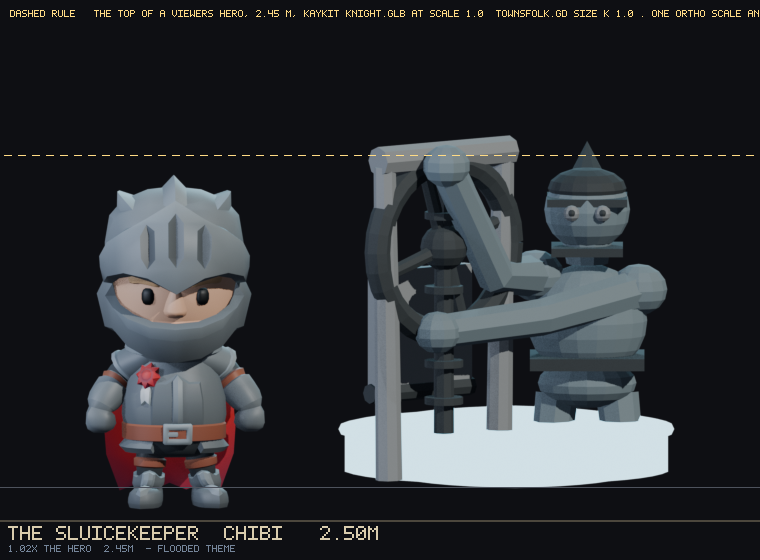 DASHED RULE   THE TOP OF A VIEWERS HERO, 2.45 M, KAYKIT KNIGHT.GLB AT SCALE 1.0  TOWNSFOLK.GD SIZE K 1.0 . ONE ORTHO SCALE AN
THE SLUICEKEEPER  CHIBI   2.50M
1.02X THE HERO  2.45M  – FLOODED THEME